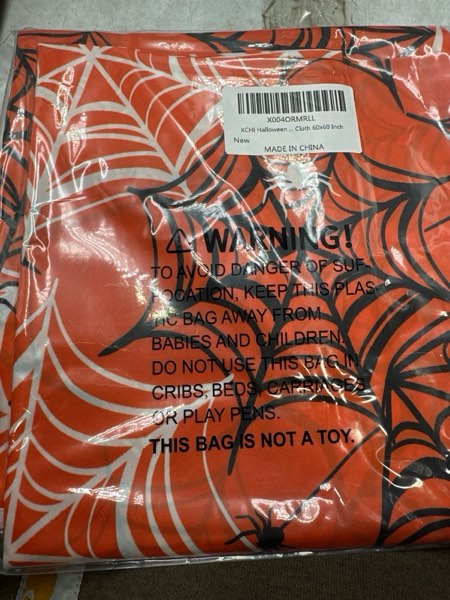 X004ORMRLL
XCHI Halloween ... Cloth 60x60 Inch
New
MADE IN CHINA
WARNING!
TO AVOID DANGER OF SUF-
FOCATION, KEEP THIS PLAS-
TIC BAG AWAY FROM
BABIES AND CHILDREN.
DO NOT USE THIS BAG IN
CRIBS, BEDS, CARRIAGES
OR PLAY PENS.
THIS BAG IS NOT A TOY.